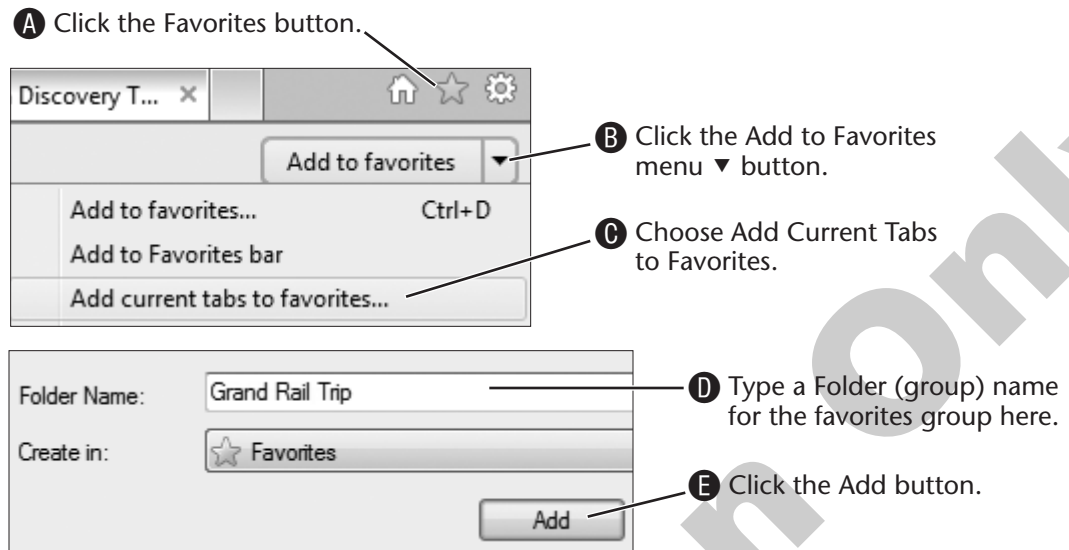 A Click the Favorites button.
Discovery T... ×
Add to favorites ▼
B Click the Add to Favorites
menu ▼ button.
Add to favorites... Ctrl+D
Add to Favorites bar
C Choose Add Current Tabs
to Favorites.
Add current tabs to favorites...
Folder Name: Grand Rail Trip
D Type a Folder (group) name
for the favorites group here.
Create in: Favorites
E Click the Add button.
Add